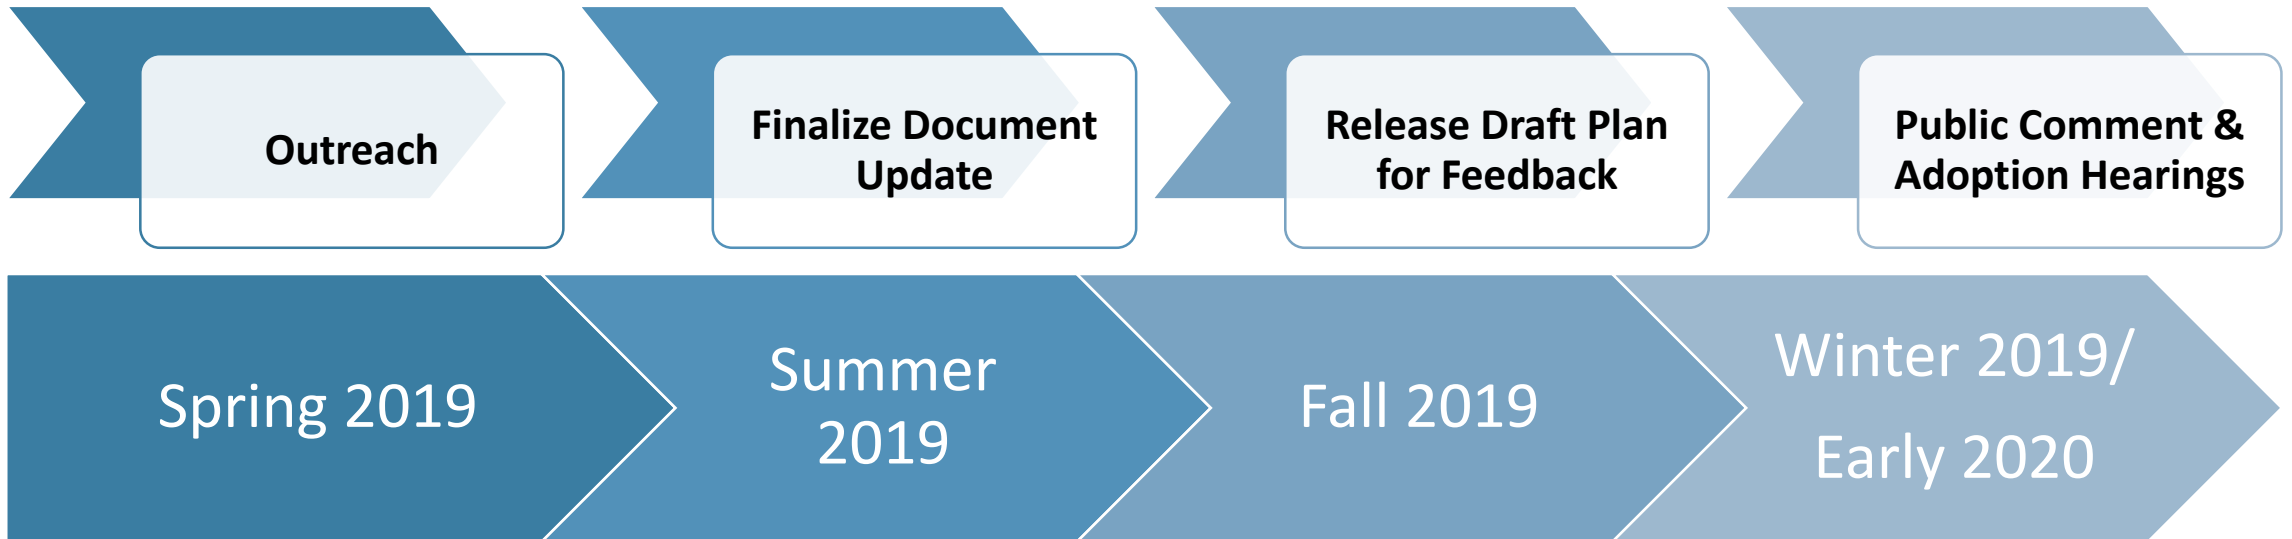 Outreach
Finalize Document
Update
Release Draft Plan
for Feedback
Public Comment &
Adoption Hearings
Spring 2019
Summer
2019
Fall 2019
Winter 2019/
Early 2020